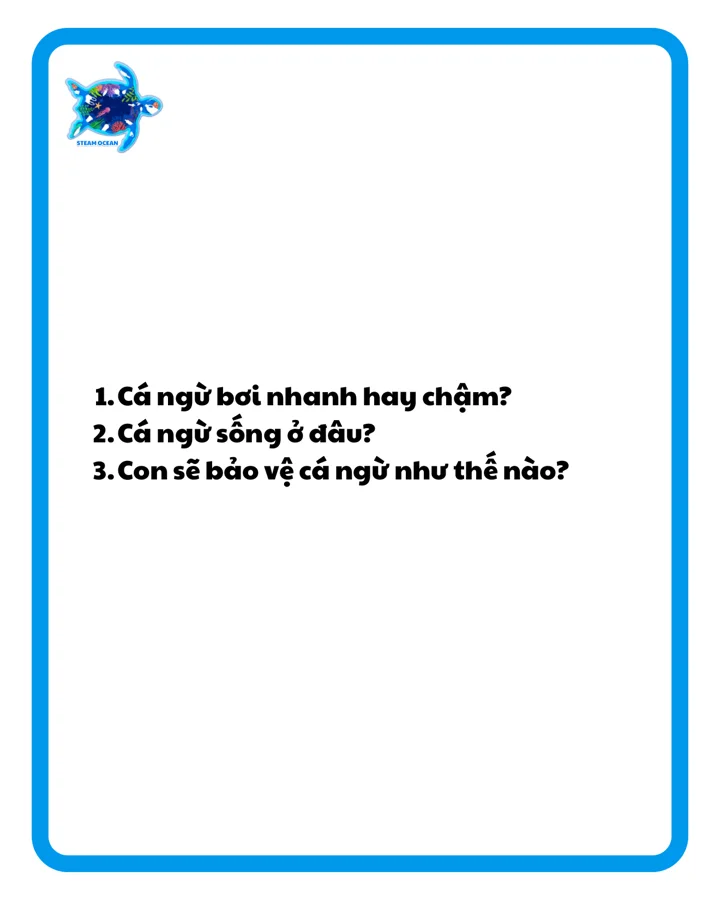 STEAM OCEAN
1. Cá ngừ bơi nhanh hay chậm?
2. Cá ngừ sống ở đâu?
3. Con sẽ bảo vệ cá ngừ như thế nào?